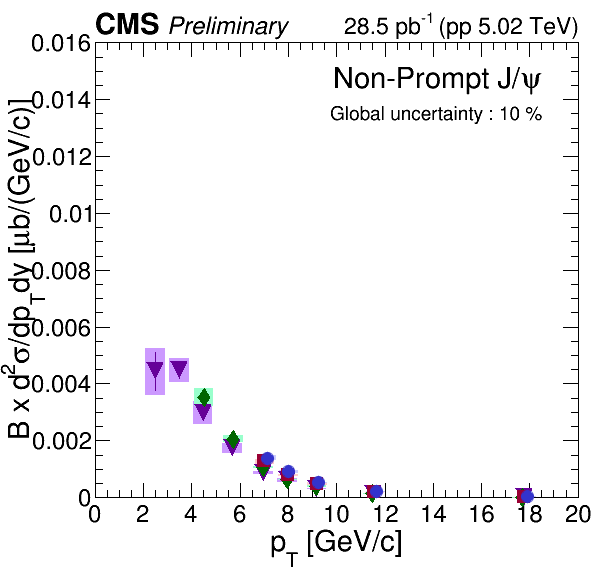 CMS Preliminary 28.5 pb⁻¹ (pp 5.02 TeV)
Non-Prompt J/ψ
Global uncertainty : 10 %
B x d²σ/dp_T dy [μb/(GeV/c)]
0.016
0.014
0.012
0.01
0.008
0.006
0.004
0.002
0
0 2 4 6 8 10 12 14 16 18 20
p_T [GeV/c]